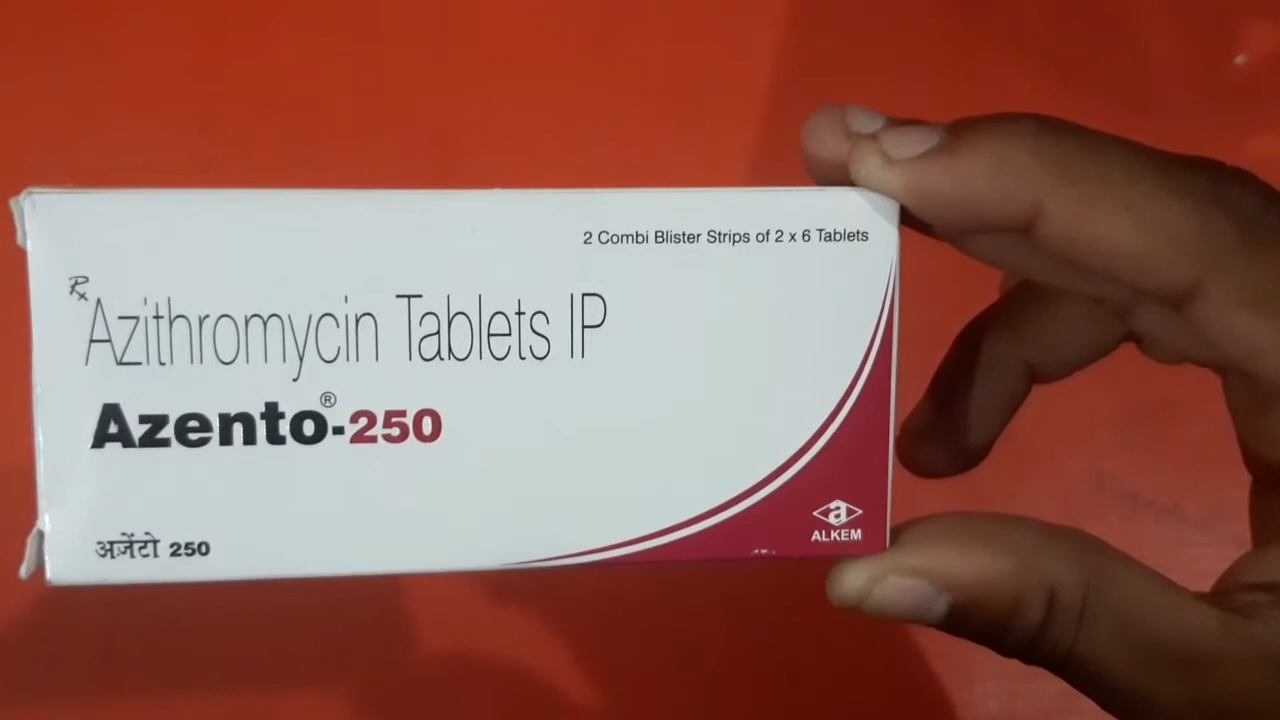 2 Combi Blister Strips of 2 x 6 Tablets
Rx Azithromycin Tablets IP
Azento®-250
अज़ेंटो 250
a
ALKEM